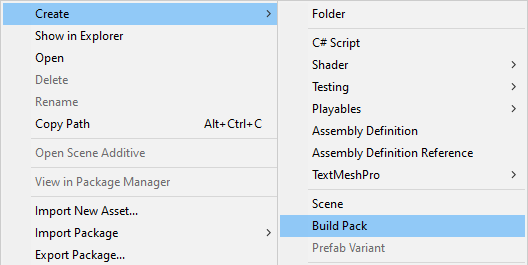 Create
Show in Explorer
Open
Delete
Rename
Copy Path Alt+Ctrl+C
Open Scene Additive
View in Package Manager
Import New Asset...
Import Package
Export Package...
Folder
C# Script
Shader
Testing
Playables
Assembly Definition
Assembly Definition Reference
TextMeshPro
Scene
Build Pack
Prefab Variant